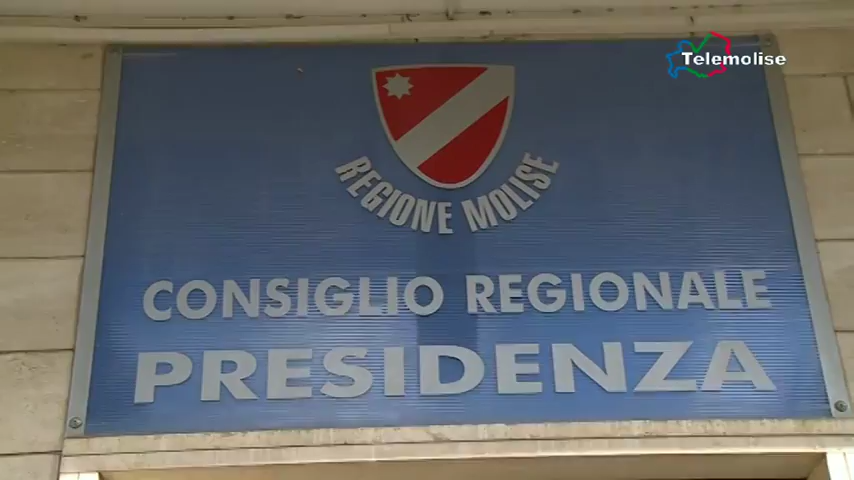 Telemolise
REGIONE MOLISE
CONSIGLIO REGIONALE
PRESIDENZA